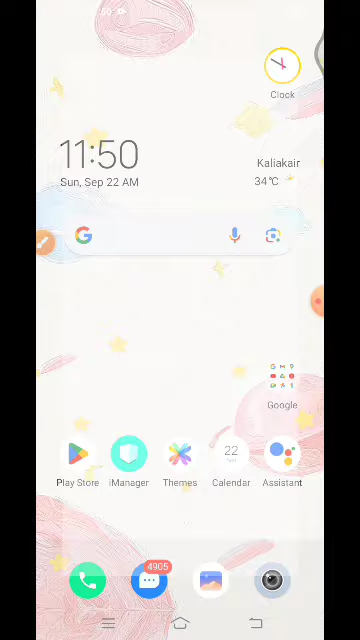 Clock
11:50
Sun, Sep 22 AM
Kaliakair
34℃
Google
22
Play Store
iManager
Themes
Calendar
Assistant
4905